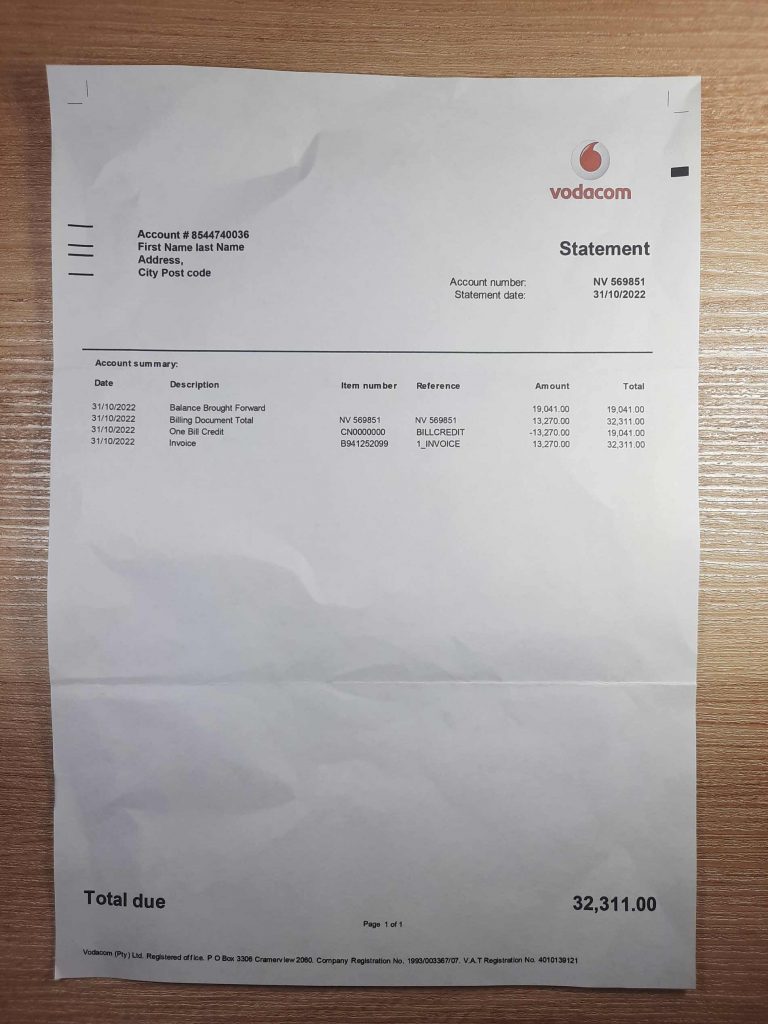 vodacom
Account # 8544740036
First Name last Name
Address,
City Post code
Statement
Account number: NV 569851
Statement date: 31/10/2022
Account summary:
Date Description Item number Reference Amount Total
31/10/2022 Balance Brought Forward 19,041.00 19,041.00
31/10/2022 Billing Document Total NV 569851 NV 569851 13,270.00 32,311.00
31/10/2022 One Bill Credit CN0000000 BILLCREDIT -13,270.00 19,041.00
31/10/2022 Invoice B941252099 1_INVOICE 13,270.00 32,311.00
Total due 32,311.00
Page 1 of 1
Vodacom (Pty) Ltd. Registered office. P O Box 3306 Cramerview 2060. Company Registration No. 1993/003367/07. V.A.T Registration No. 4010139121